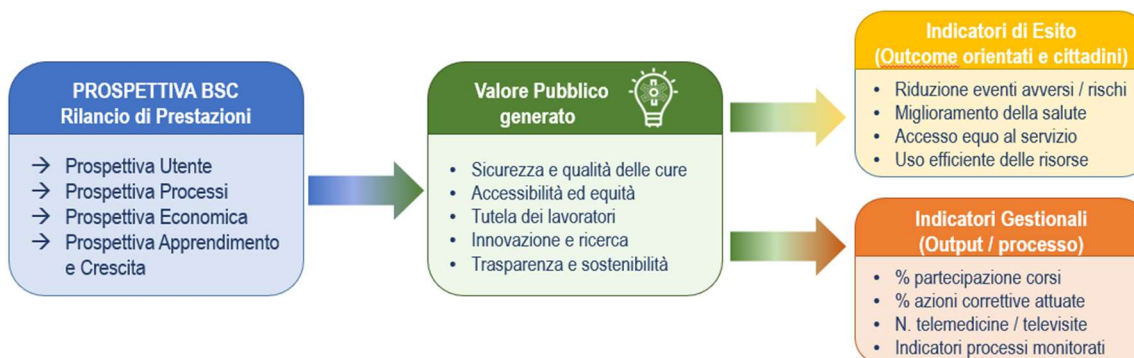 PROSPETTIVA BSC
Rilancio di Prestazioni
→ Prospettiva Utente
→ Prospettiva Processi
→ Prospettiva Economica
→ Prospettiva Apprendimento
e Crescita
Valore Pubblico
generato
• Sicurezza e qualità delle cure
• Accessibilità ed equità
• Tutela dei lavoratori
• Innovazione e ricerca
• Trasparenza e sostenibilità
Indicatori di Esito
(Outcome orientati e cittadini)
• Riduzione eventi avversi / rischi
• Miglioramento della salute
• Accesso equo al servizio
• Uso efficiente delle risorse
Indicatori Gestionali
(Output / processo)
• % partecipazione corsi
• % azioni correttive attuate
• N. telemedicine / televisite
• Indicatori processi monitorati